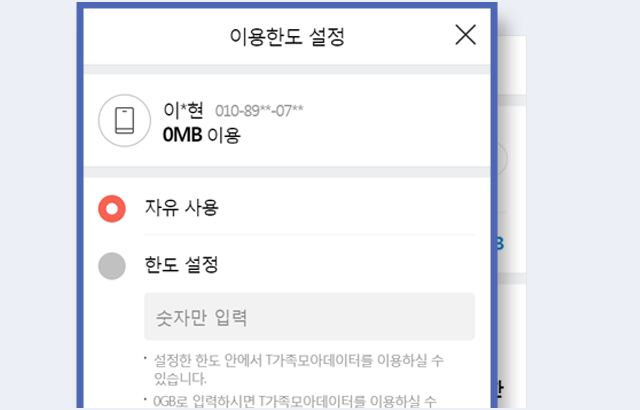 이용한도 설정
이*현 010-89**-07**
0MB 이용
자유 사용
한도 설정
숫자만 입력
· 설정한 한도 안에서 T가족모아데이터를 이용하실 수
있습니다.
· 0GB로 입력하시면 T가족모아데이터를 이용하실 수